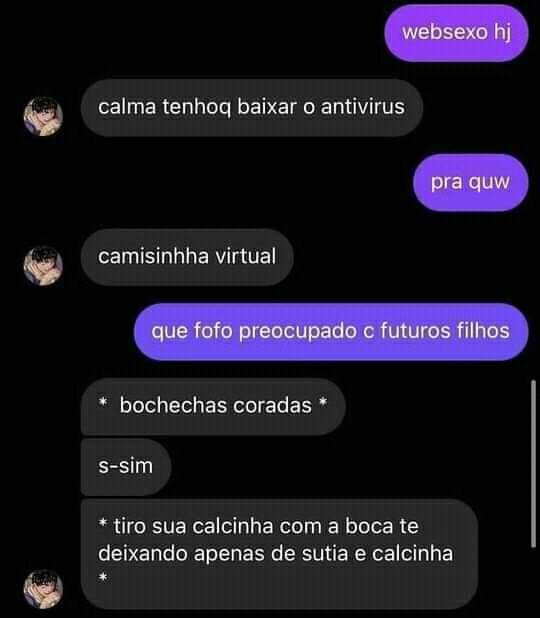 websexo hj
calma tenhoq baixar o antivirus
pra quw
camisinhha virtual
que fofo preocupado c futuros filhos
* bochechas coradas *
s-sim
* tiro sua calcinha com a boca te
deixando apenas de sutia e calcinha
*